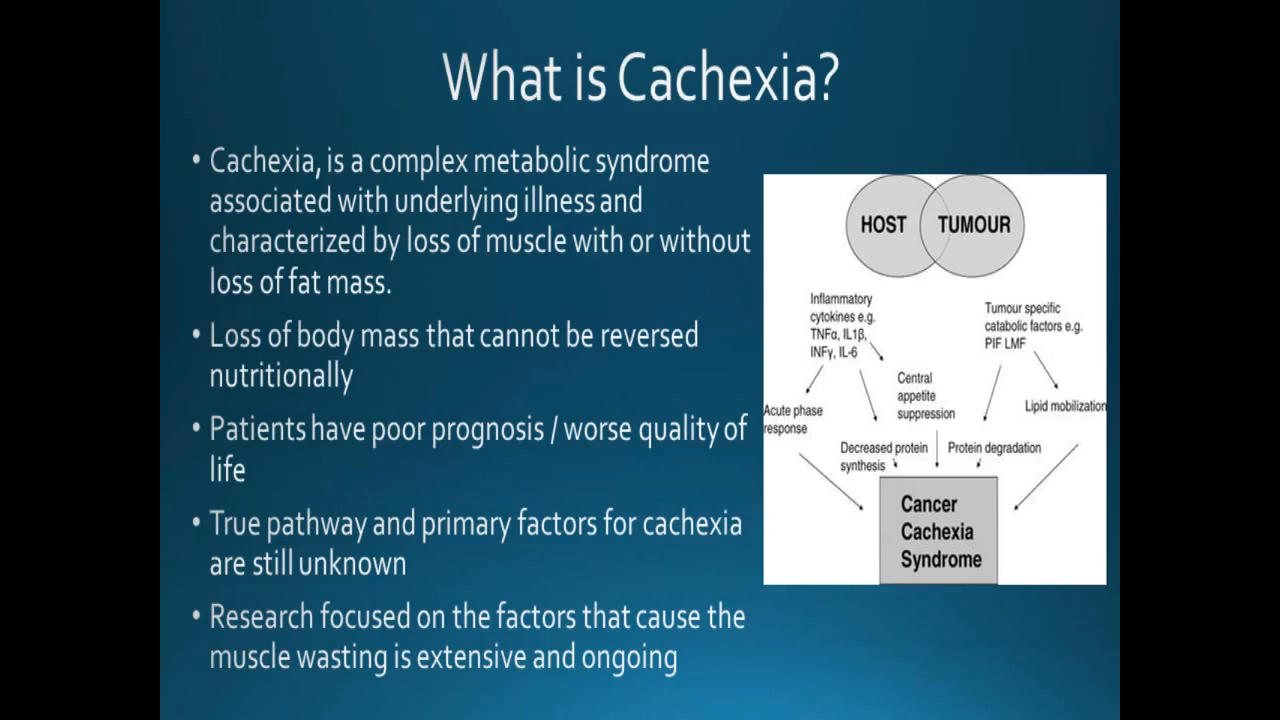 What is Cachexia?
• Cachexia, is a complex metabolic syndrome
associated with underlying illness and
characterized by loss of muscle with or without
loss of fat mass.
• Loss of body mass that cannot be reversed
nutritionally
• Patients have poor prognosis / worse quality of
life
• True pathway and primary factors for cachexia
are still unknown
• Research focused on the factors that cause the
muscle wasting is extensive and ongoing
HOST
TUMOUR
Inflammatory
cytokines e.g.
TNFα, IL1β,
INFγ, IL-6
Tumour specific
catabolic factors e.g.
PIF LMF
Central
appetite
suppression
Acute phase
response
Lipid mobilization
Decreased protein
synthesis
Protein degradation
Cancer
Cachexia
Syndrome